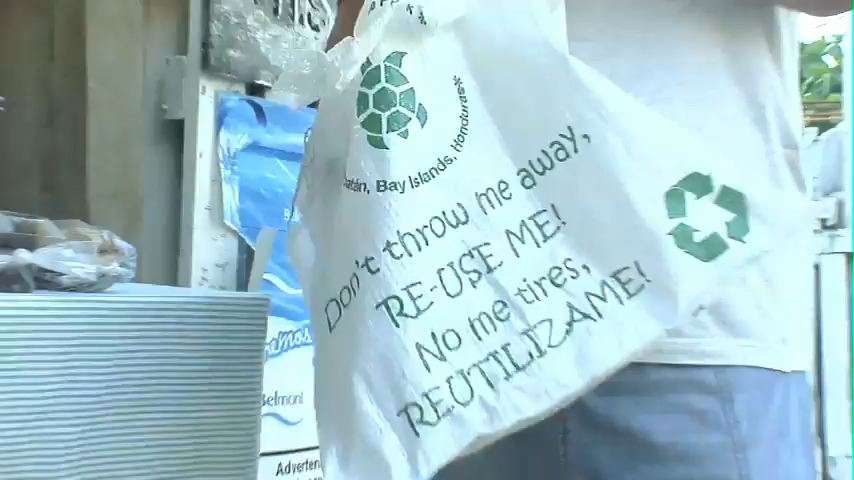 Bay Islands, Honduras*
Don't throw me away,
RE-USE ME!
No me tires,
REUTILIZAME!
Belmont